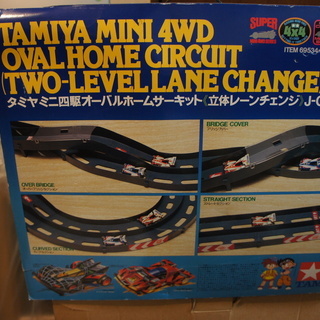 TAMIYA MINI 4WD
SUPER
4x4
ITEM 69534
OVAL HOME CIRCUIT
(TWO-LEVEL LANE CHANGE)
タミヤミニ四駆オーバルホームサーキット《立体レーンチェンジ》J-C
BRIDGE COVER
OVER BRIDGE
STRAIGHT SECTION
CURVED SECTION